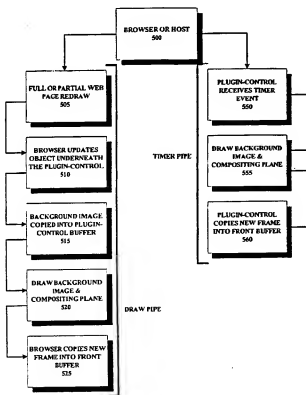 BROWSER OR HOST
500
FULL OR PARTIAL WEB
PAGE REDRAW
505
BROWSER UPDATES
OBJECT UNDERNEATH
THE PLUGIN-CONTROL
510
BACKGROUND IMAGE
COPIED INTO PLUGIN-
CONTROL BUFFER
515
DRAW BACKGROUND
IMAGE &
COMPOSITING PLANE
520
BROWSER COPIES NEW
FRAME INTO FRONT
BUFFER
525
DRAW PIPE
TIMER PIPE
PLUGIN-CONTROL
RECEIVES TIMER
EVENT
550
DRAW BACKGROUND
IMAGE &
COMPOSITING PLANE
555
PLUGIN-CONTROL
COPIES NEW FRAME
INTO FRONT BUFFER
560